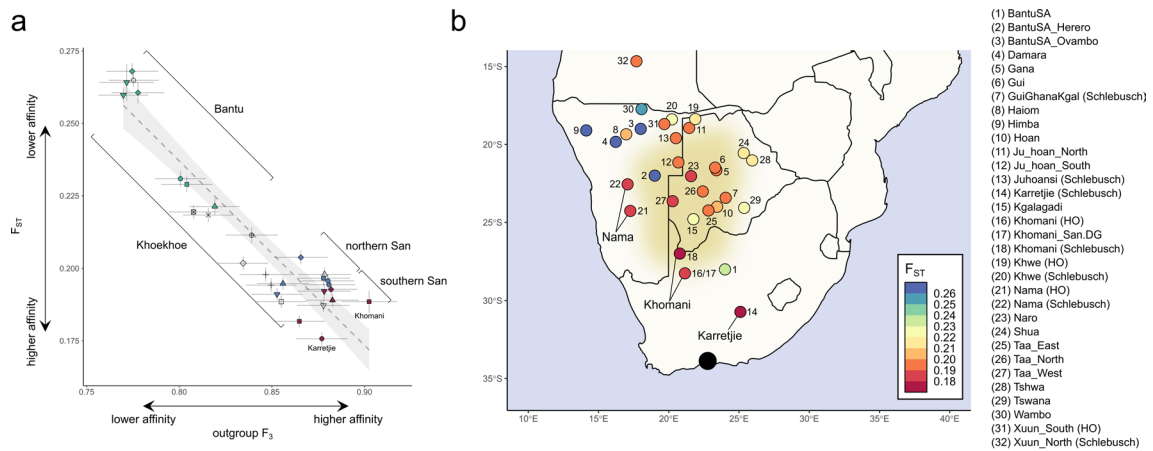 a
0.275
0.250
0.225
0.200
0.175
0.75
0.80
0.85
0.90
lower affinity
FST
higher affinity
lower affinity
higher affinity
outgroup F3
Bantu
Khoekhoe
northern San
southern San
Khomani
Karretjie
b
15°S
20°S
25°S
30°S
35°S
10°E
15°E
20°E
25°E
30°E
35°E
40°E
32
30
20
19
9
8
3
31
11
4
13
24
28
12
6
5
2
23
22
26
7
27
21
10
29
25
15
18
16/17
1
14
Nama
Khomani
Karretjie
FST
0.26
0.25
0.24
0.23
0.22
0.21
0.20
0.19
0.18
(1) BantuSA
(2) BantuSA_Herero
(3) BantuSA_Ovambo
(4) Damara
(5) Gana
(6) Gui
(7) GuiGhanaKgal (Schlebusch)
(8) Haiom
(9) Himba
(10) Hoan
(11) Ju_hoan_North
(12) Ju_hoan_South
(13) Juhoansi (Schlebusch)
(14) Karretjie (Schlebusch)
(15) Kgalagadi
(16) Khomani (HO)
(17) Khomani_San.DG
(18) Khomani (Schlebusch)
(19) Khwe (HO)
(20) Khwe (Schlebusch)
(21) Nama (HO)
(22) Nama (Schlebusch)
(23) Naro
(24) Shua
(25) Taa_East
(26) Taa_North
(27) Taa_West
(28) Tshwa
(29) Tswana
(30) Wambo
(31) Xuun_South (HO)
(32) Xuun_North (Schlebusch)